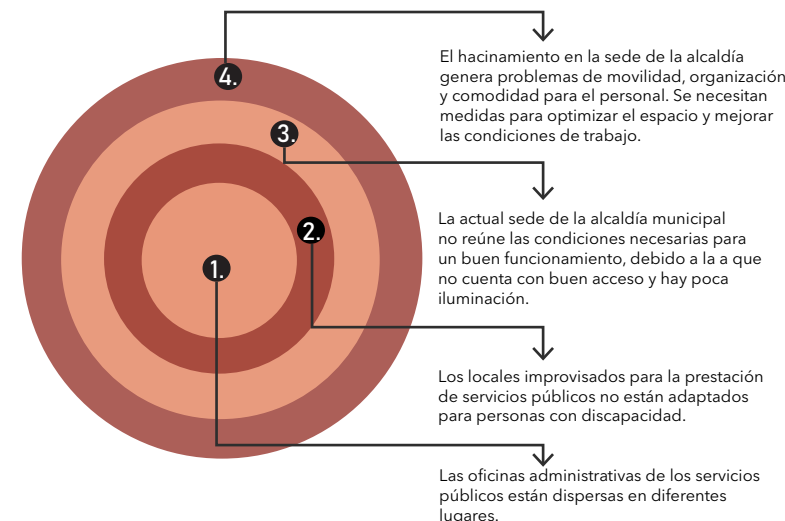 4.
El hacinamiento en la sede de la alcaldía
genera problemas de movilidad, organización
y comodidad para el personal. Se necesitan
medidas para optimizar el espacio y mejorar
las condiciones de trabajo.
3.
La actual sede de la alcaldía municipal
no reúne las condiciones necesarias para
un buen funcionamiento, debido a la a que
no cuenta con buen acceso y hay poca
iluminación.
2.
Los locales improvisados para la prestación
de servicios públicos no están adaptados
para personas con discapacidad.
1.
Las oficinas administrativas de los servicios
públicos están dispersas en diferentes
lugares.